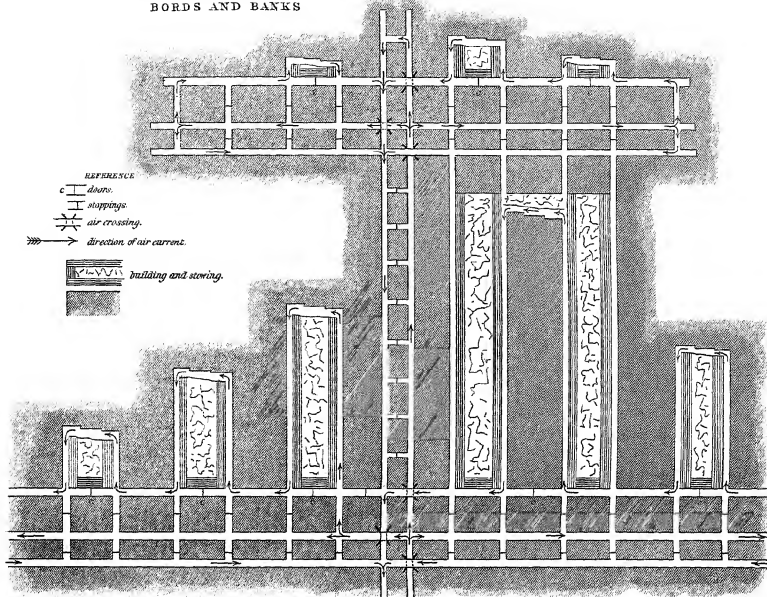 BORDS AND BANKS
REFERENCE
c doors.
stoppings.
air crossing.
direction of air current.
building and stowing.